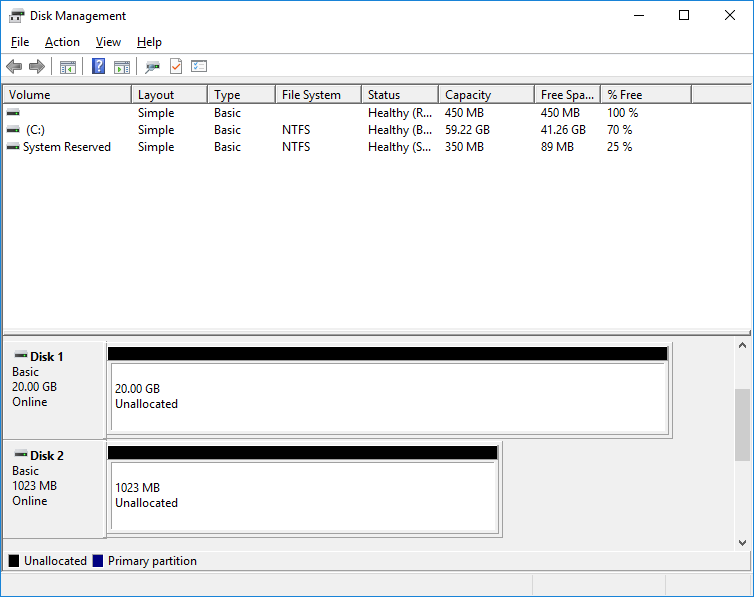 Disk Management
File Action View Help
Volume Layout Type File System Status Capacity Free Spa... % Free
Simple Basic Healthy (R... 450 MB 450 MB 100 %
(C:) Simple Basic NTFS Healthy (B... 59.22 GB 41.26 GB 70 %
System Reserved Simple Basic NTFS Healthy (S... 350 MB 89 MB 25 %
Disk 1
Basic
20.00 GB
Online
20.00 GB
Unallocated
Disk 2
Basic
1023 MB
Online
1023 MB
Unallocated
Unallocated Primary partition